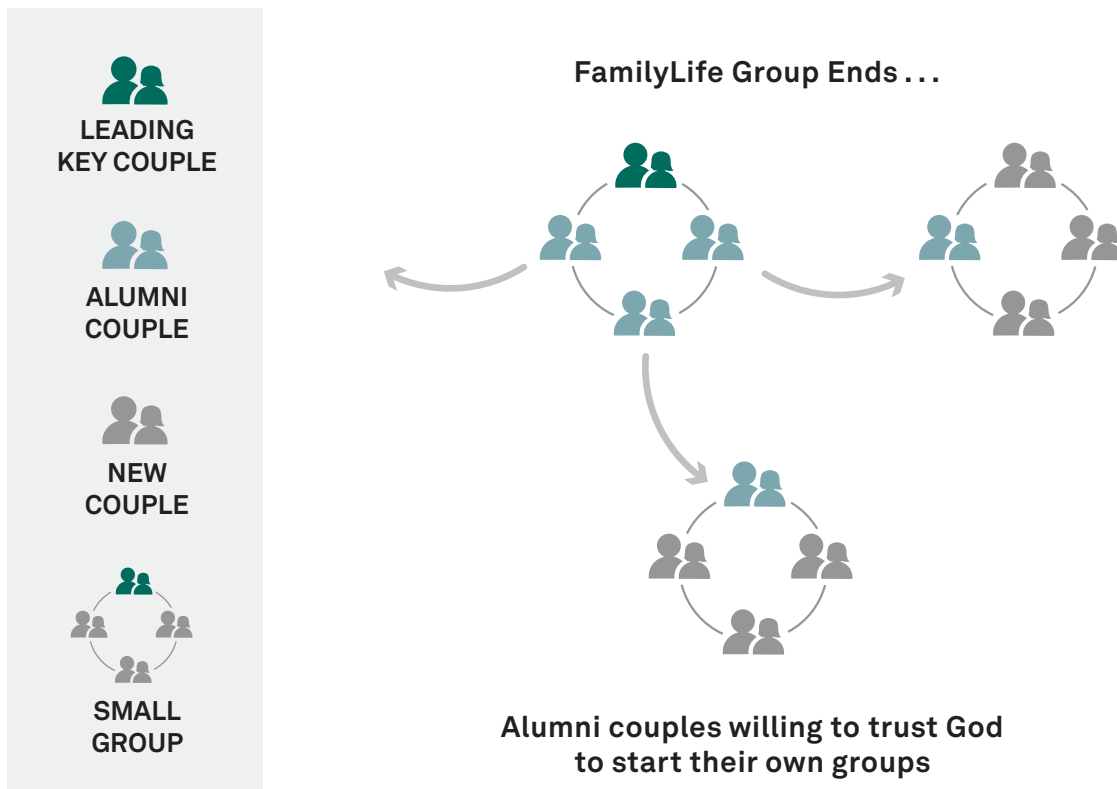 LEADING
KEY COUPLE
ALUMNI
COUPLE
NEW
COUPLE
SMALL
GROUP
FamilyLife Group Ends . . .
Alumni couples willing to trust God
to start their own groups